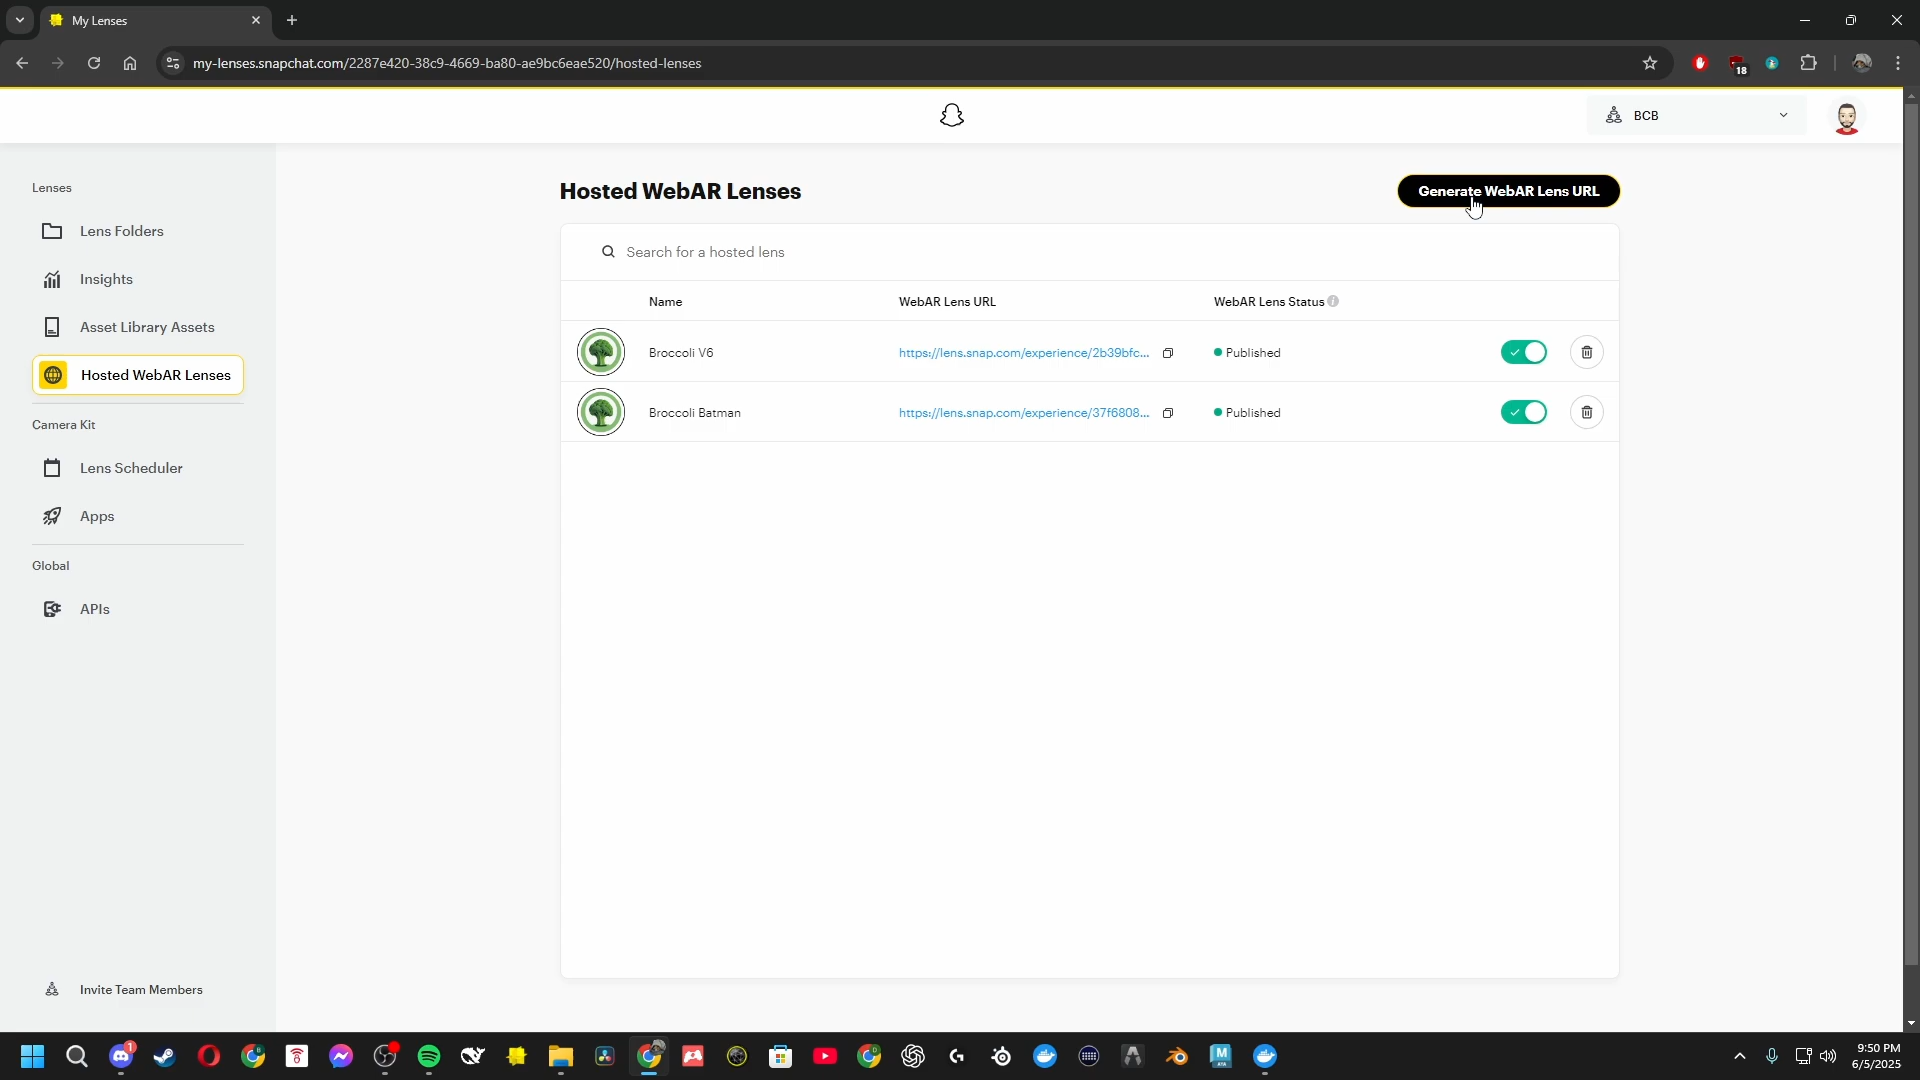 My Lenses
my-lenses.snapchat.com/2287e420-38c9-4669-ba80-ae9bc6eae520/hosted-lenses
18
BCB
Lenses
Lens Folders
Insights
Asset Library Assets
Hosted WebAR Lenses
Camera Kit
Lens Scheduler
Apps
Global
APIs
Invite Team Members
Hosted WebAR Lenses
Generate WebAR Lens URL
Search for a hosted lens
Name WebAR Lens URL WebAR Lens Status
Broccoli V6 https://lens.snap.com/experience/2b39bfc... Published
Broccoli Batman https://lens.snap.com/experience/37f6808... Published
1
9:50 PM
6/5/2025